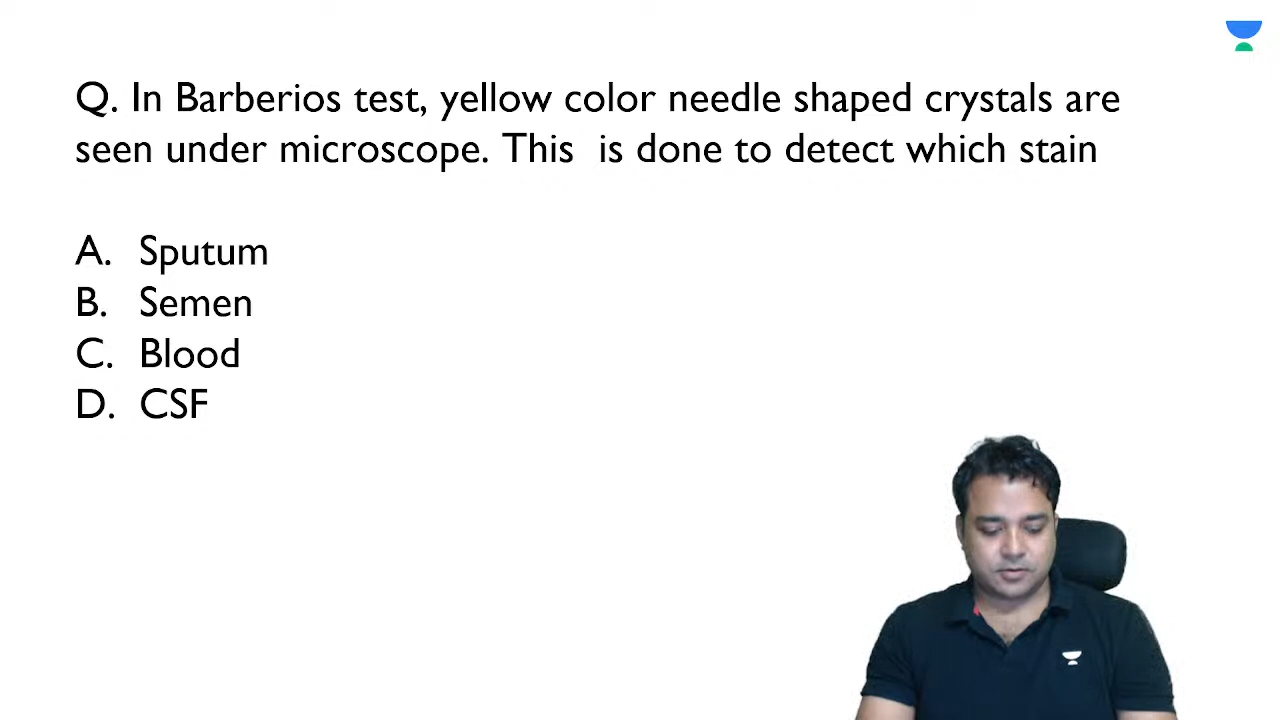 Q. In Barberios test, yellow color needle shaped crystals are
seen under microscope. This  is done to detect which stain
A. Sputum
B. Semen
C. Blood
D. CSF